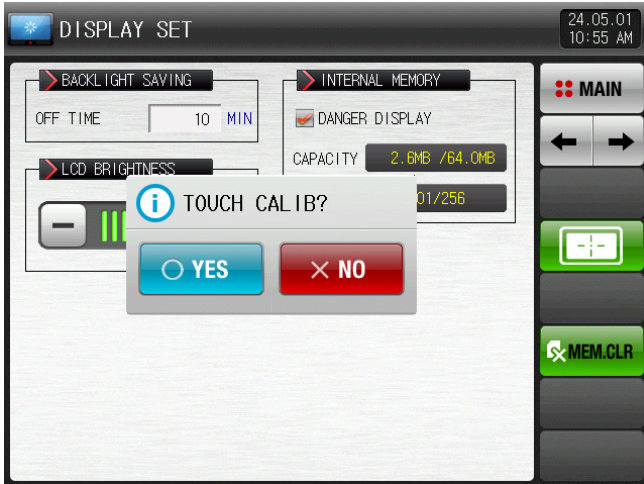 DISPLAY SET
24.05.01
10:55 AM
BACKLIGHT SAVING
OFF TIME 10 MIN
LCD BRIGHTNESS
INTERNAL MEMORY
DANGER DISPLAY
CAPACITY 2.6MB /64.0MB
01/256
TOUCH CALIB?
YES
NO
MAIN
MEM.CLR